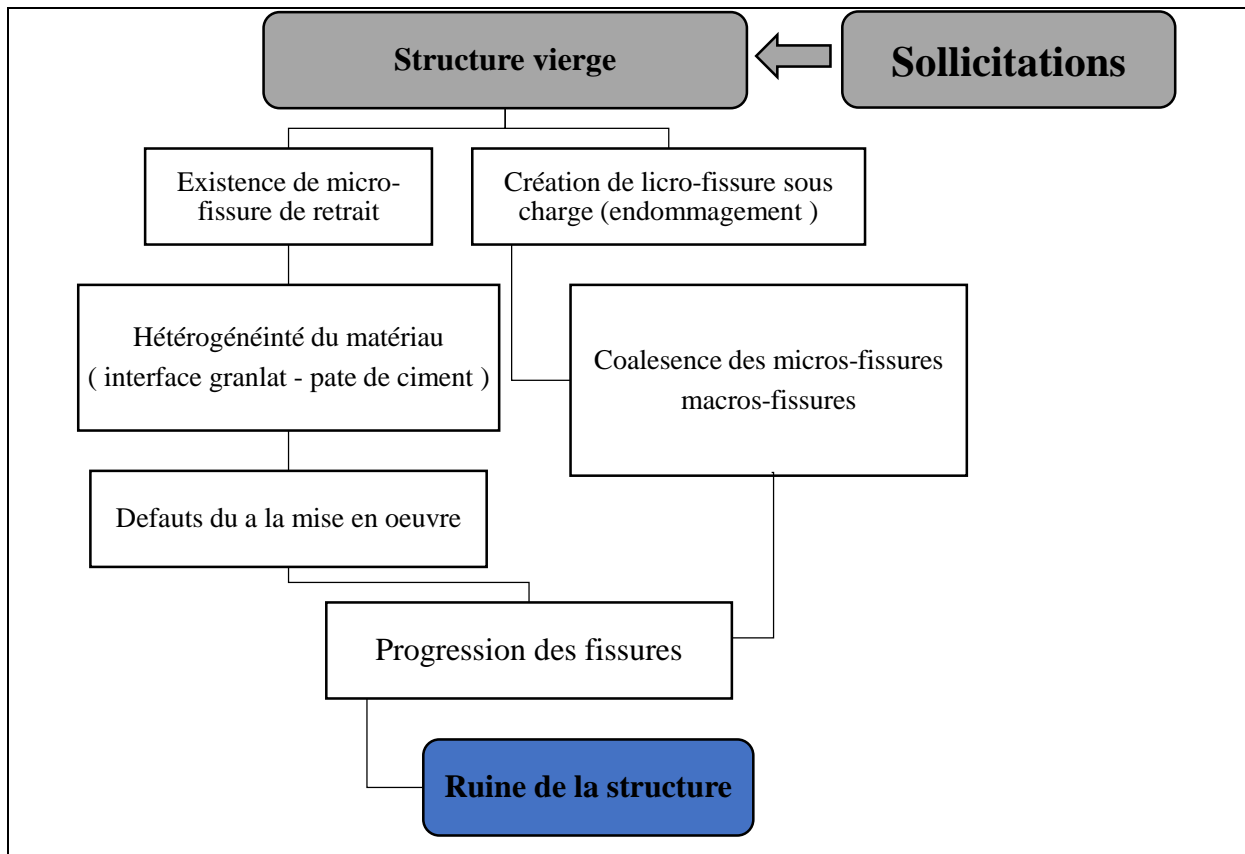 Structure vierge
Sollicitations
Existence de micro-
fissure de retrait
Création de licro-fissure sous
charge (endommagement )
Hétérogénéinté du matériau
( interface granlat - pate de ciment )
Coalesence des micros-fissures
macros-fissures
Defauts du a la mise en oeuvre
Progression des fissures
Ruine de la structure